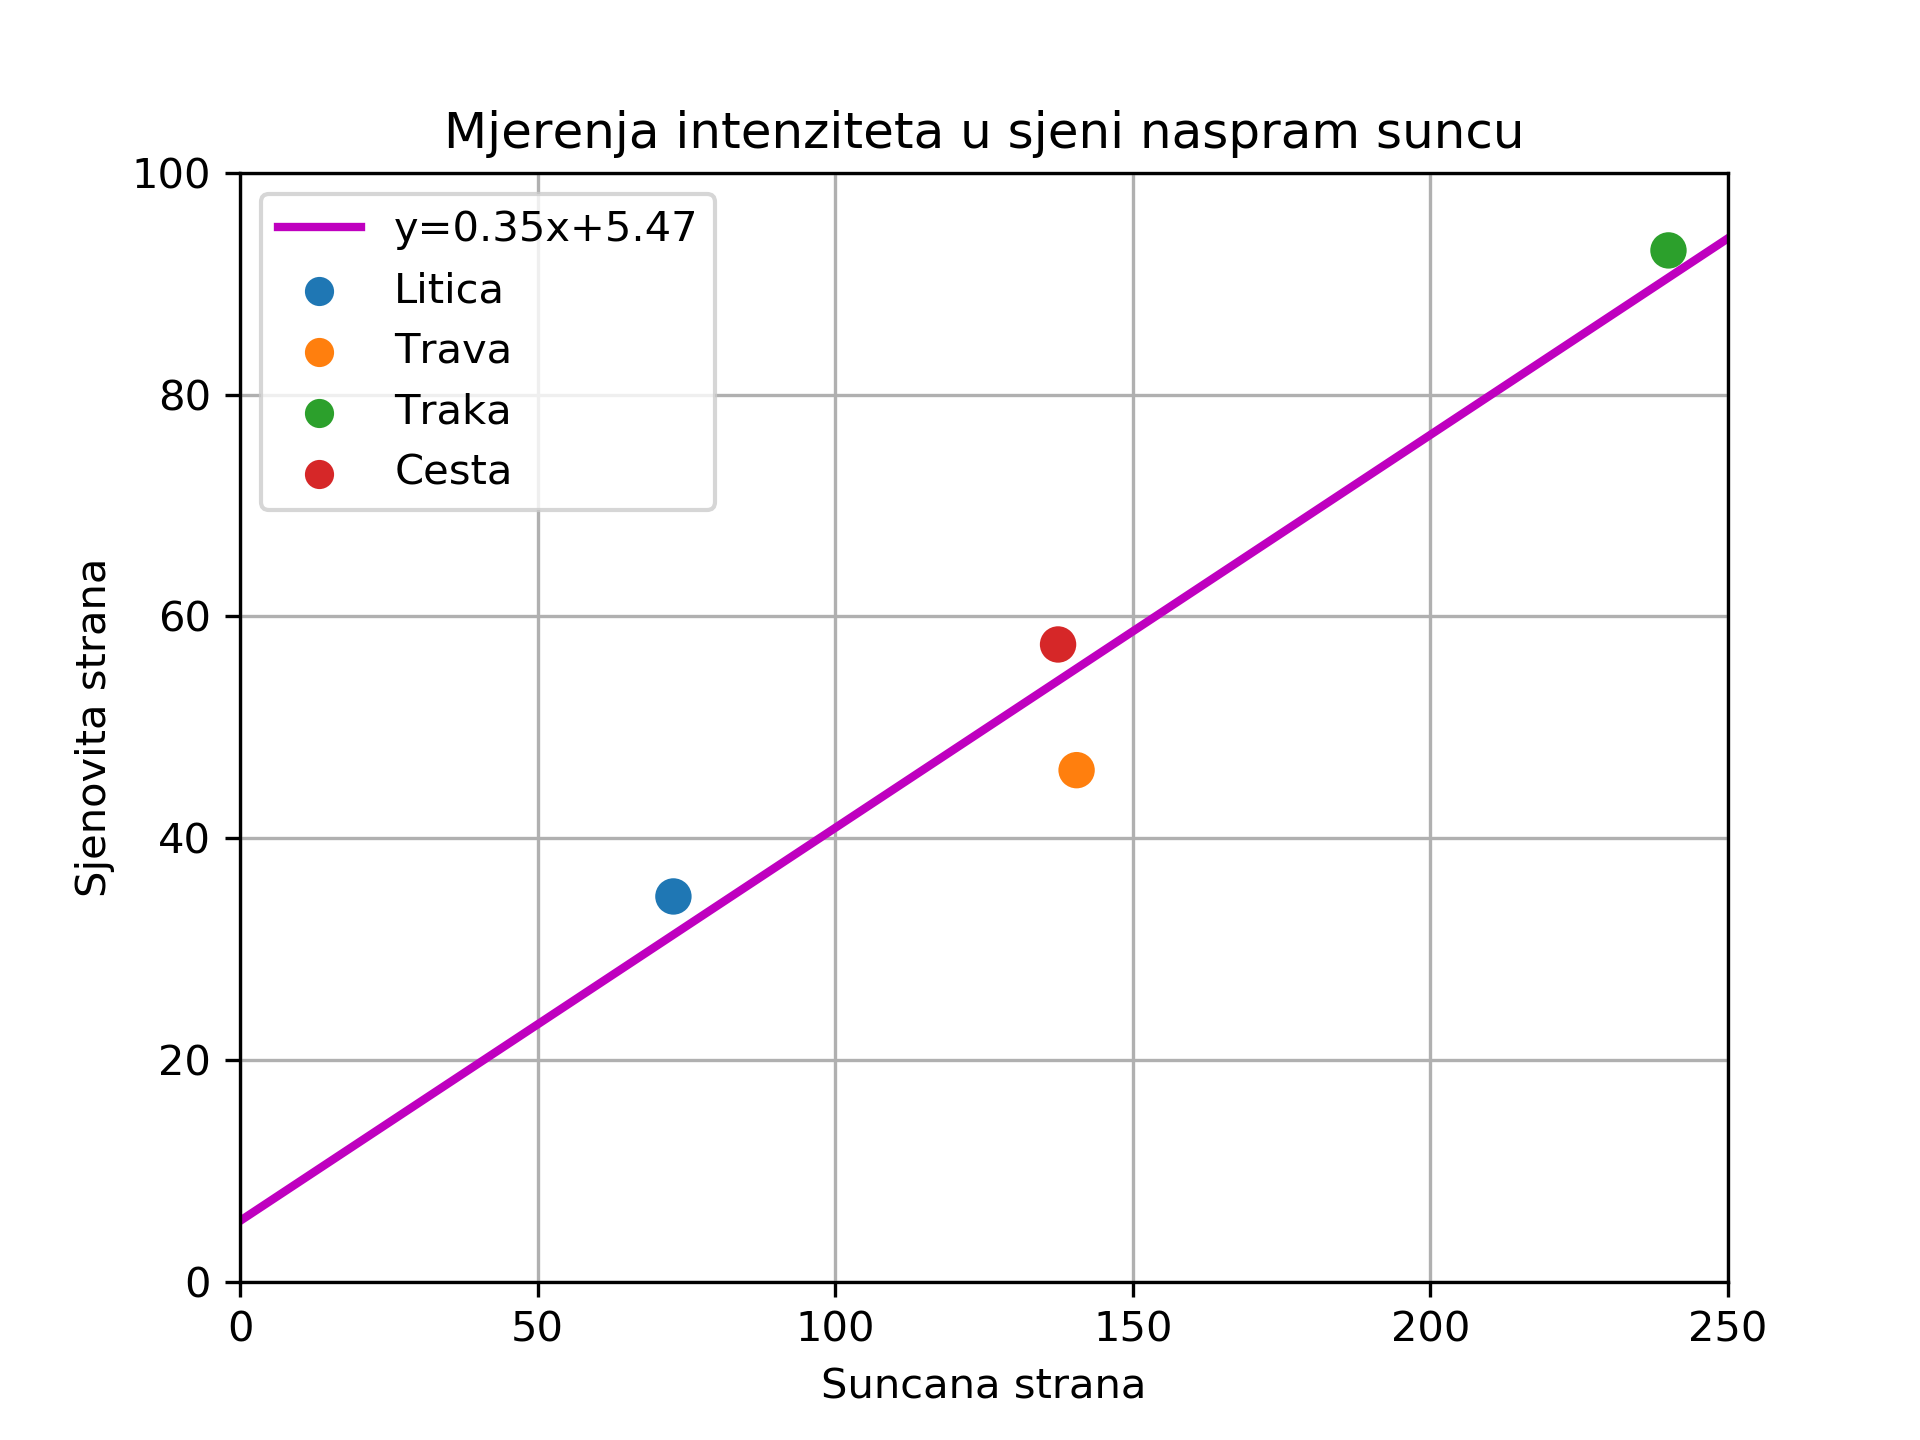 Mjerenja intenziteta u sjeni naspram suncu
100
80
60
40
20
0
y=0.35x+5.47
Litica
Trava
Traka
Cesta
Sjenovita strana
0 50 100 150 200 250
Suncana strana